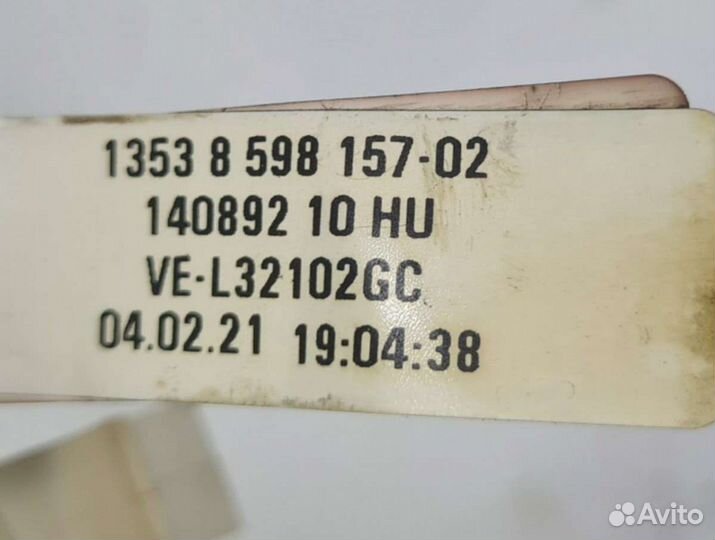 1353 8 598 157-02
140892 10 HU
VE-L32102GC
04.02.21 19:04:38
Avito